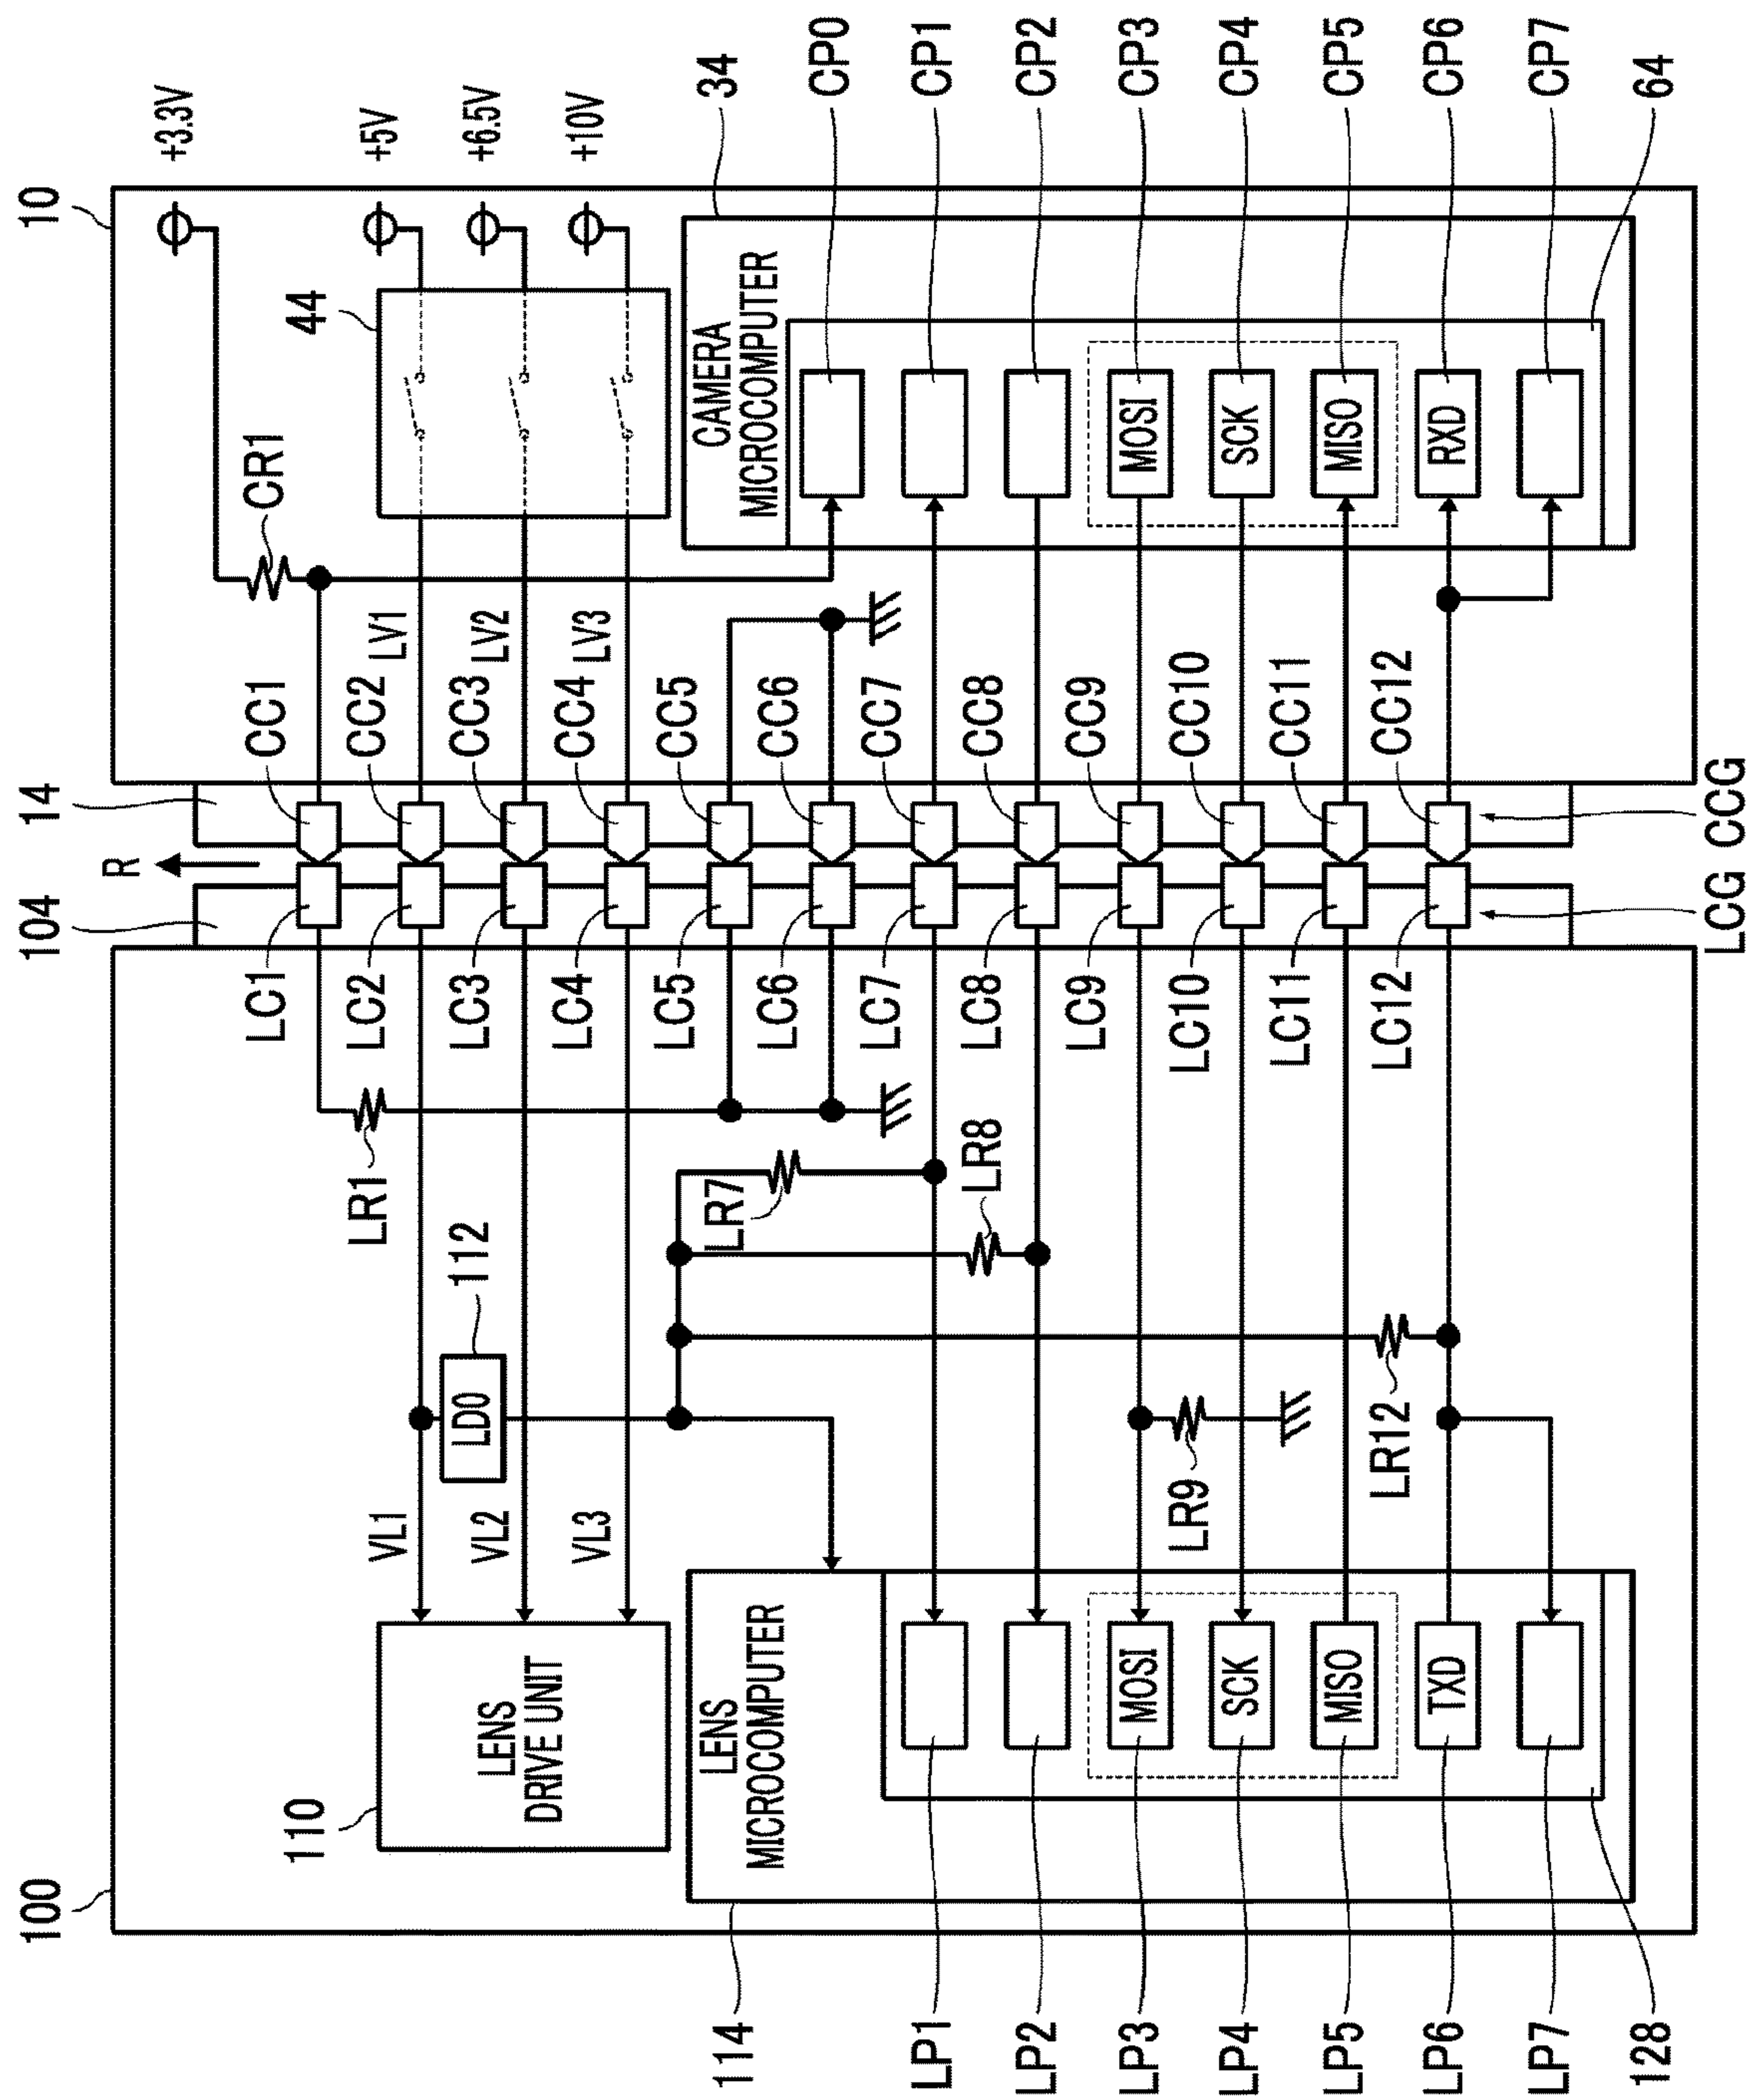 100
104
R
14
10
LC1
CC1
CR1
+3.3V
110
LENS
DRIVE UNIT
VL1
VL2
VL3
LD0
112
LR1
LC2
CC2
LV1
44
+5V
LC3
CC3
LV2
+6.5V
LC4
CC4
LV3
+10V
LC5
CC5
LC6
CC6
114
LENS
MICROCOMPUTER
LR7
LR8
CAMERA
MICROCOMPUTER
34
CP0
LP1
LC7
CC7
CP1
LP2
LC8
CC8
CP2
LP3
MOSI
LR9
LC9
CC9
MOSI
CP3
LP4
SCK
LC10
CC10
SCK
CP4
LP5
MISO
LR12
LC11
CC11
MISO
CP5
LP6
TXD
LC12
CC12
RXD
CP6
LP7
CP7
128
LCG
CCG
64